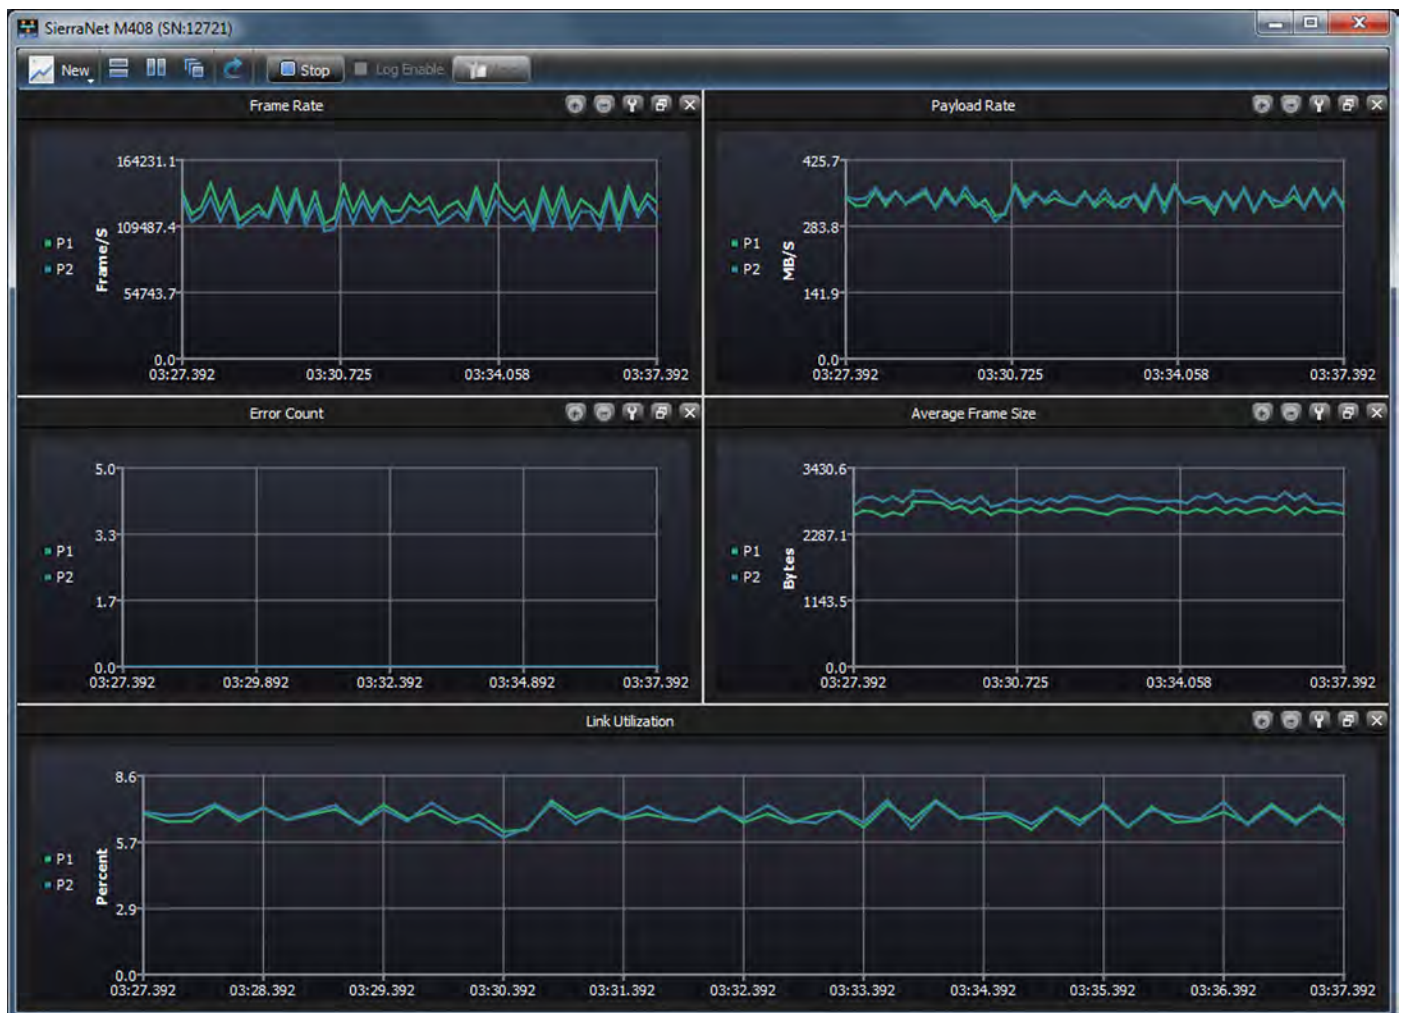 SierraNet M408 (SN:12721)
New Stop Log Enable
Frame Rate
164231.1
109487.4
54743.7
0.0
Frame/S
P1
P2
03:27.392 03:30.725 03:34.058 03:37.392
Payload Rate
425.7
283.8
141.9
0.0
MB/S
P1
P2
03:27.392 03:30.725 03:34.058 03:37.392
Error Count
5.0
3.3
1.7
0.0
P1
P2
03:27.392 03:29.892 03:32.392 03:34.892 03:37.392
Average Frame Size
3430.6
2287.1
1143.5
0.0
Bytes
P1
P2
03:27.392 03:30.725 03:34.058 03:37.392
Link Utilization
8.6
5.7
2.9
0.0
Percent
P1
P2
03:27.392 03:28.392 03:29.392 03:30.392 03:31.392 03:32.392 03:33.392 03:34.392 03:35.392 03:36.392 03:37.392